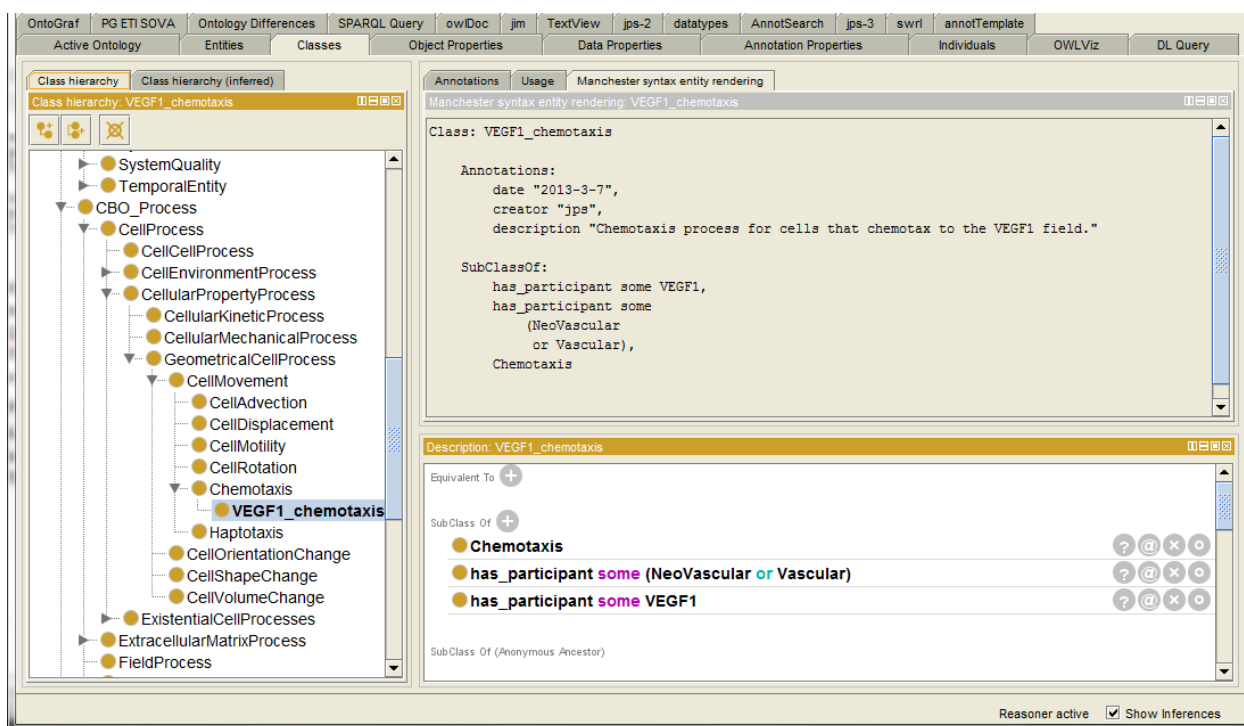 OntoGraf PG ETI SOVA Ontology Differences SPARQL Query owlDoc jim TextView jps-2 datatypes AnnotSearch jps-3 swrl annotTemplate
Active Ontology Entities Classes Object Properties Data Properties Annotation Properties Individuals OWLViz DL Query
Class hierarchy Class hierarchy (inferred)
Class hierarchy: VEGF1_chemotaxis
SystemQuality
TemporalEntity
CBO_Process
CellProcess
CellCellProcess
CellEnvironmentProcess
CellularPropertyProcess
CellularKineticProcess
CellularMechanicalProcess
GeometricalCellProcess
CellMovement
CellAdvection
CellDisplacement
CellMotility
CellRotation
Chemotaxis
VEGF1_chemotaxis
Haptotaxis
CellOrientationChange
CellShapeChange
CellVolumeChange
ExistentialCellProcesses
ExtracellularMatrixProcess
FieldProcess
Annotations Usage Manchester syntax entity rendering
Manchester syntax entity rendering: VEGF1_chemotaxis
Class: VEGF1_chemotaxis
Annotations:
date "2013-3-7",
creator "jps",
description "Chemotaxis process for cells that chemotax to the VEGF1 field."
SubClassOf:
has_participant some VEGF1,
has_participant some
(NeoVascular
or Vascular),
Chemotaxis
Description: VEGF1_chemotaxis
Equivalent To
SubClass Of
Chemotaxis
has_participant some (NeoVascular or Vascular)
has_participant some VEGF1
SubClass Of (Anonymous Ancestor)
Reasoner active Show Inferences